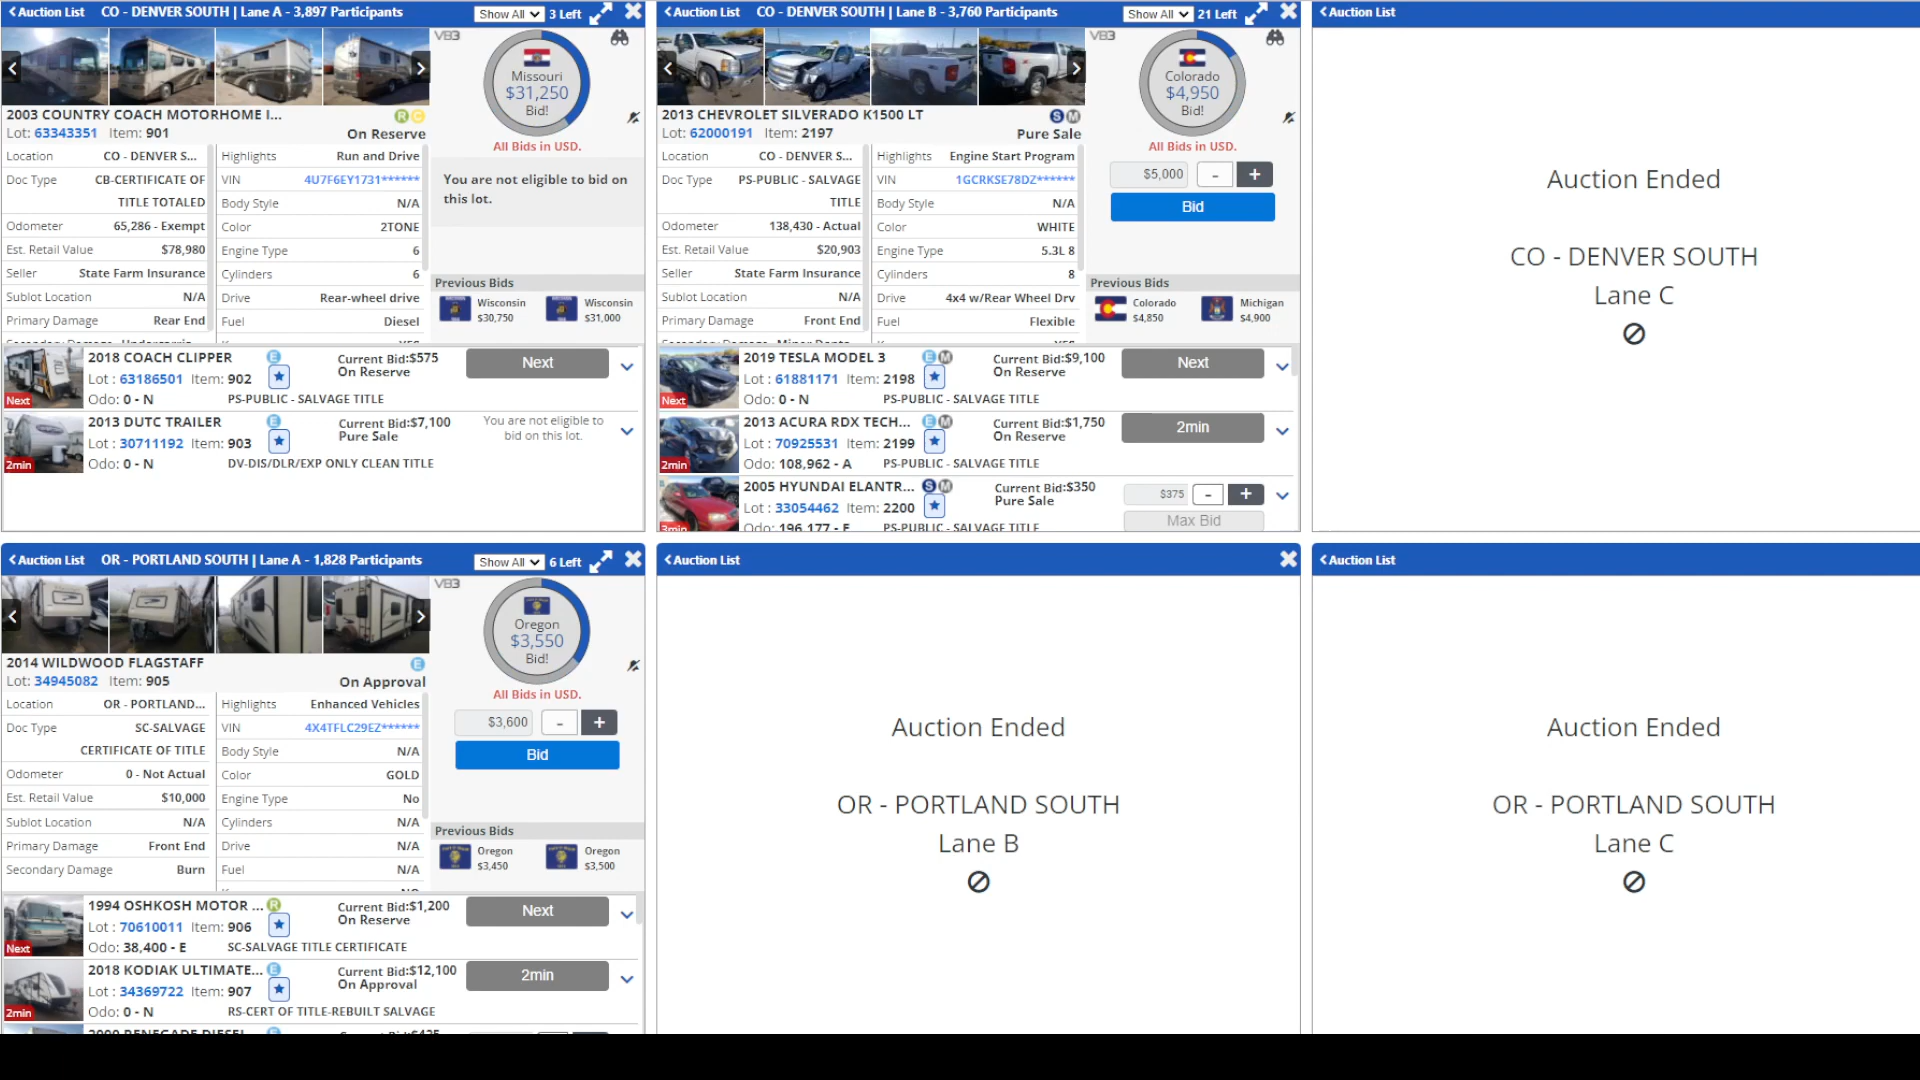 Auction List CO - DENVER SOUTH | Lane A - 3,897 Participants Show All 3 Left
VB3
Missouri
$31,250
Bid!
2003 COUNTRY COACH MOTORHOME I... R C
Lot: 63343351 Item: 901 On Reserve
All Bids in USD.
Location CO - DENVER S... Highlights Run and Drive
Doc Type CB-CERTIFICATE OF VIN 4U7F6EY1731******
TITLE TOTALED Body Style N/A
You are not eligible to bid on
this lot.
Odometer 65,286 - Exempt Color 2TONE
Est. Retail Value $78,980 Engine Type 6
Seller State Farm Insurance Cylinders 6
Sublot Location N/A Drive Rear-wheel drive
Primary Damage Rear End Fuel Diesel
Previous Bids
Wisconsin Wisconsin
$30,750 $31,000
2018 COACH CLIPPER E Current Bid:$575 Next
Lot : 63186501 Item: 902 On Reserve
Next Odo: 0 - N PS-PUBLIC - SALVAGE TITLE
2013 DUTC TRAILER E Current Bid:$7,100 You are not eligible to
Lot : 30711192 Item: 903 Pure Sale bid on this lot.
2min Odo: 0 - N DV-DIS/DLR/EXP ONLY CLEAN TITLE
Auction List CO - DENVER SOUTH | Lane B - 3,760 Participants Show All 21 Left
VB3
Colorado
$4,950
Bid!
2013 CHEVROLET SILVERADO K1500 LT S M
Lot: 62000191 Item: 2197 Pure Sale
All Bids in USD.
$5,000 - +
Bid
Location CO - DENVER S... Highlights Engine Start Program
Doc Type PS-PUBLIC - SALVAGE VIN 1GCRKSE78DZ******
TITLE Body Style N/A
Odometer 138,430 - Actual Color WHITE
Est. Retail Value $20,903 Engine Type 5.3L 8
Seller State Farm Insurance Cylinders 8
Sublot Location N/A Drive 4x4 w/Rear Wheel Drv
Primary Damage Front End Fuel Flexible
Previous Bids
Colorado Michigan
$4,850 $4,900
2019 TESLA MODEL 3 E M Current Bid:$9,100 Next
Lot : 61881171 Item: 2198 On Reserve
Next Odo: 0 - N PS-PUBLIC - SALVAGE TITLE
2013 ACURA RDX TECH... E M Current Bid:$1,750 2min
Lot : 70925531 Item: 2199 On Reserve
2min Odo: 108,962 - A PS-PUBLIC - SALVAGE TITLE
2005 HYUNDAI ELANTR... S M Current Bid:$350 $375 - +
Lot : 33054462 Item: 2200 Pure Sale Max Bid
3min Odo: 196,177 - E PS-PUBLIC - SALVAGE TITLE
Auction List
Auction Ended
CO - DENVER SOUTH
Lane C
Auction List OR - PORTLAND SOUTH | Lane A - 1,828 Participants Show All 6 Left
VB3
Oregon
$3,550
Bid!
2014 WILDWOOD FLAGSTAFF E
Lot: 34945082 Item: 905 On Approval
All Bids in USD.
$3,600 - +
Bid
Location OR - PORTLAND... Highlights Enhanced Vehicles
Doc Type SC-SALVAGE VIN 4X4TFLC29EZ******
CERTIFICATE OF TITLE Body Style N/A
Odometer 0 - Not Actual Color GOLD
Est. Retail Value $10,000 Engine Type No
Sublot Location N/A Cylinders N/A
Primary Damage Front End Drive N/A
Secondary Damage Burn Fuel N/A
Previous Bids
Oregon Oregon
$3,450 $3,500
1994 OSHKOSH MOTOR ... R Current Bid:$1,200 Next
Lot : 70610011 Item: 906 On Reserve
Next Odo: 38,400 - E SC-SALVAGE TITLE CERTIFICATE
2018 KODIAK ULTIMATE... E Current Bid:$12,100 2min
Lot : 34369722 Item: 907 On Approval
2min Odo: 0 - N RS-CERT OF TITLE-REBUILT SALVAGE
Auction List
Auction Ended
OR - PORTLAND SOUTH
Lane B
Auction List
Auction Ended
OR - PORTLAND SOUTH
Lane C